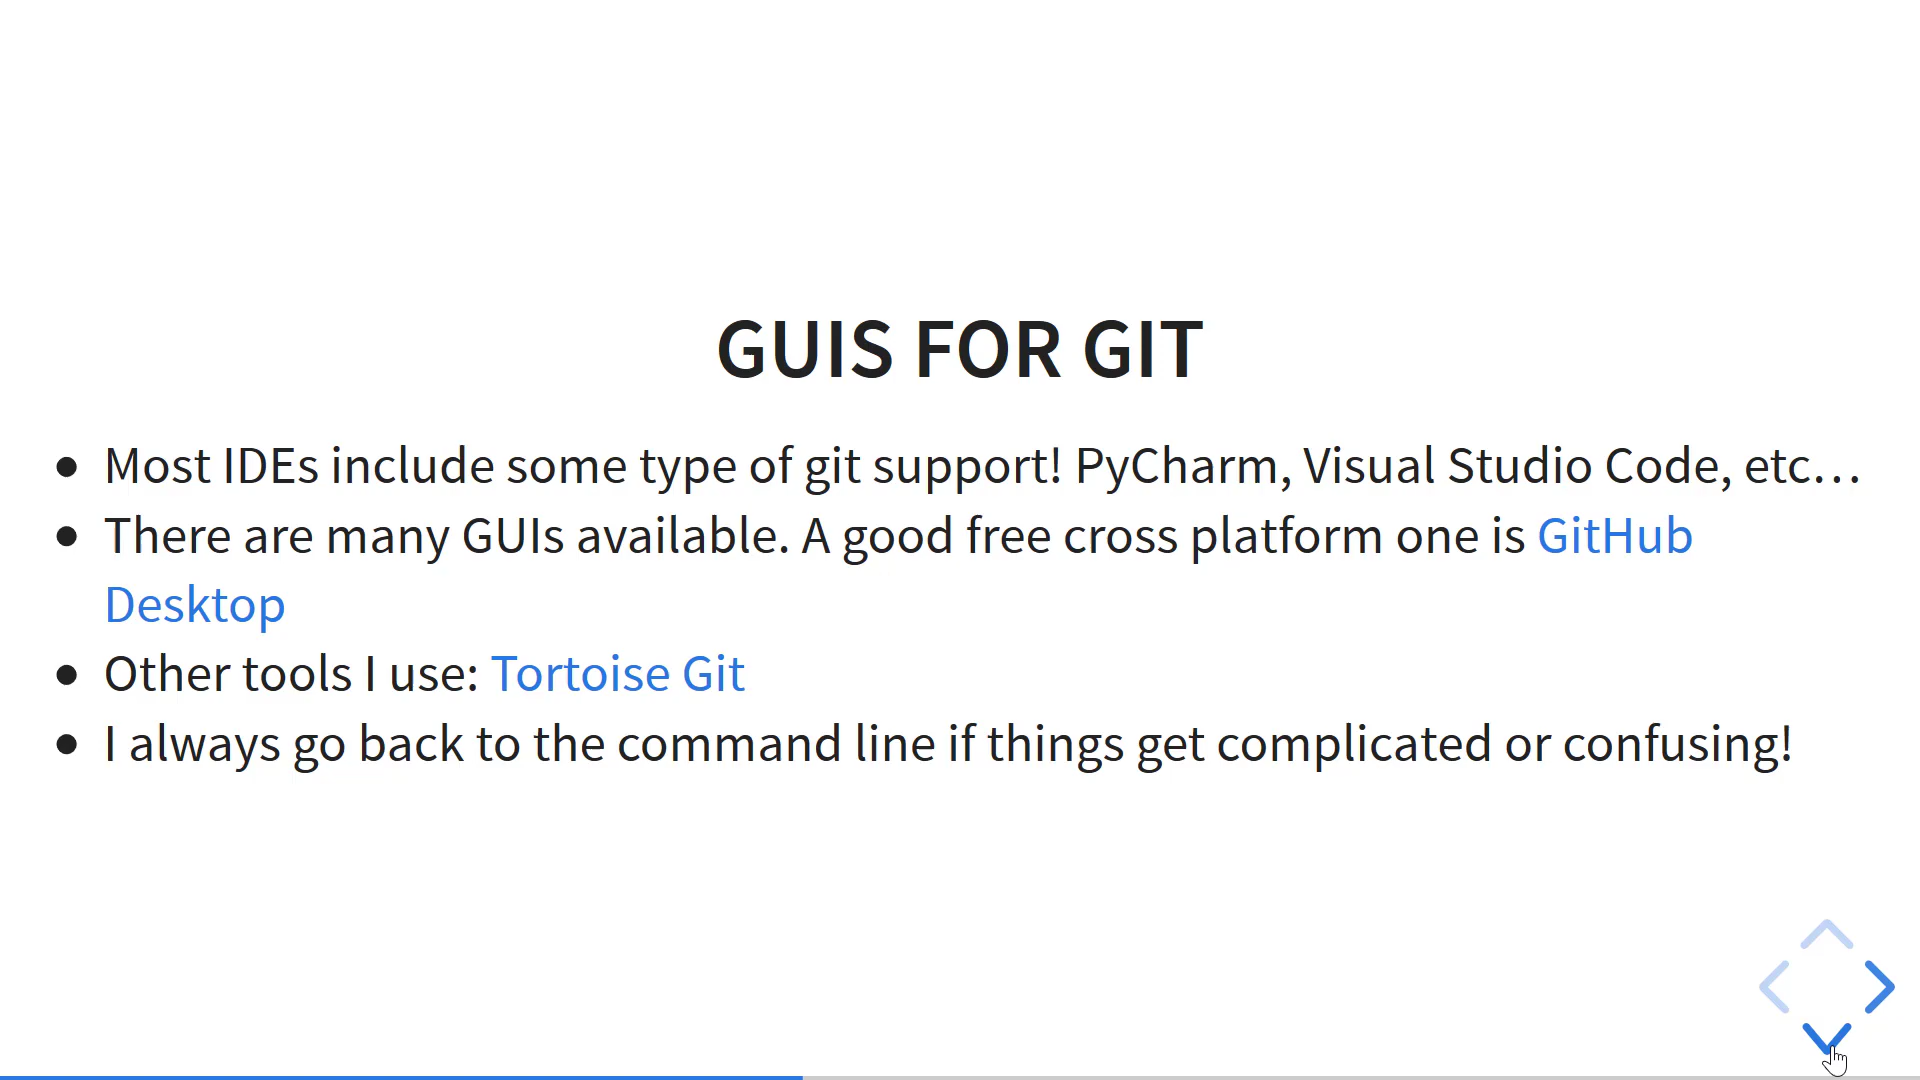 GUIS FOR GIT
Most IDEs include some type of git support! PyCharm, Visual Studio Code, etc…
There are many GUIs available. A good free cross platform one is GitHub
Desktop
Other tools I use: Tortoise Git
I always go back to the command line if things get complicated or confusing!